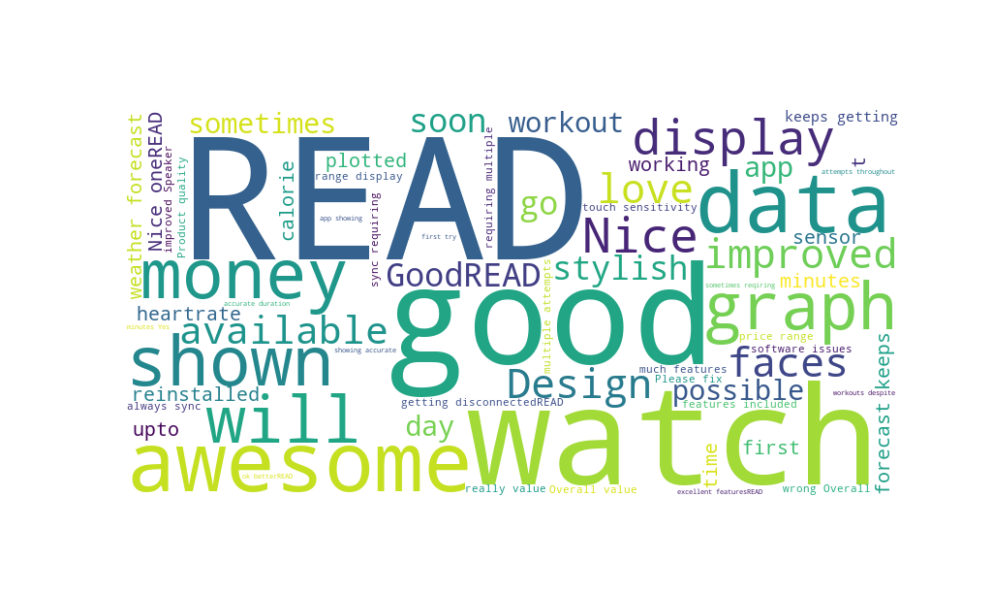 weather forecast
Nice oneREAD
improved Speaker
Product quality
sometimes
READ
calorie
plotted
range display
app showing
sync requiring
soon
first try
requiring multiple
workout
go
display
keeps getting
working
app
t
attempts throughout
love
touch sensitivity
data
Nice
sensor
improved
money
GoodREAD
stylish
sometimes reqiring
minutes
accurate duration
good
multiple attempts
graph
heartrate
minutes
available
showing accurate
price range
software issues
shown
Design
much features
Please fix
faces
possible
forecast keeps
reinstalled
always sync
will
getting disconnectedREAD
features included
workouts despite
upto
day
watch
time
first
awesome
ok betterREAD
really value
Overall value
excellent featuresREAD
wrong Overall